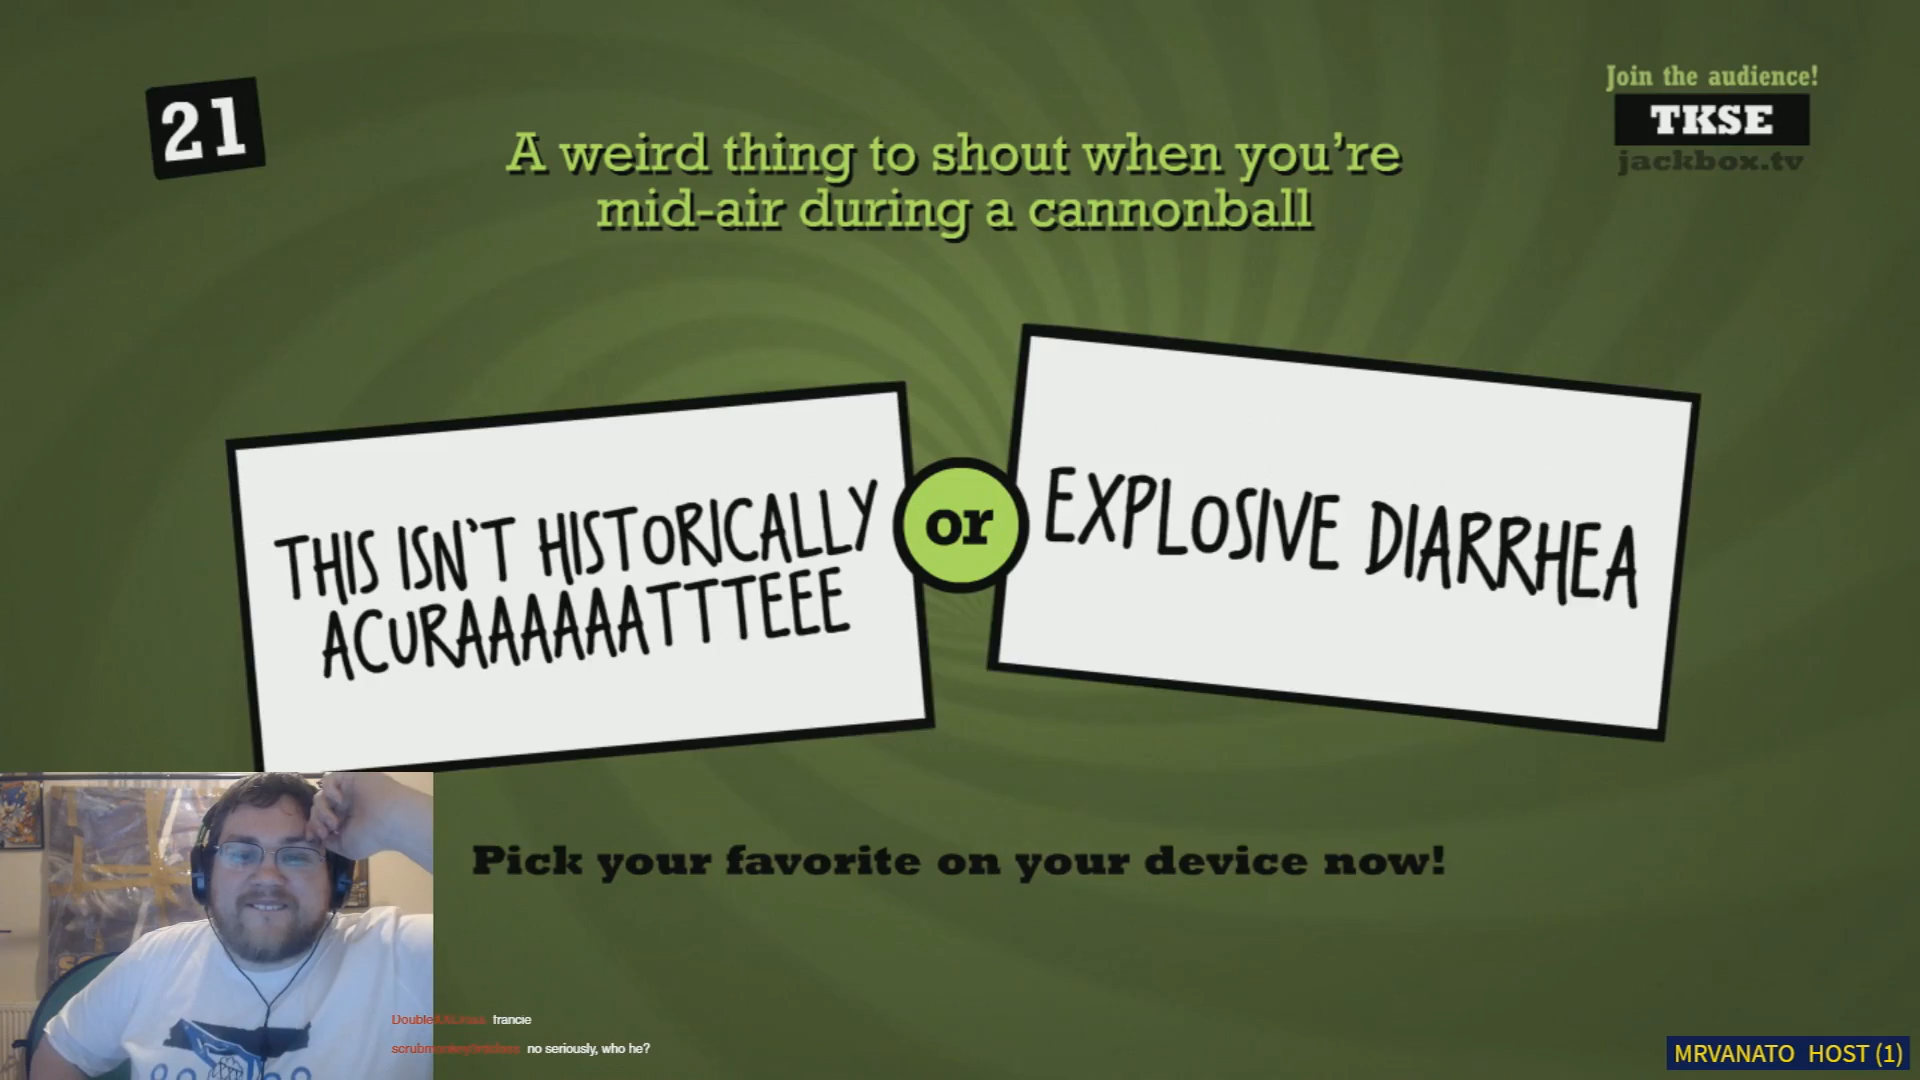 21
Join the audience!
TKSE
jackbox.tv
A weird thing to shout when you're
mid-air during a cannonball
THIS ISN'T HISTORICALLY
ACURAAAAAATTTEEE
or
EXPLOSIVE DIARRHEA
Pick your favorite on your device now!
francie
no seriously, who he?
MRVANATO HOST (1)